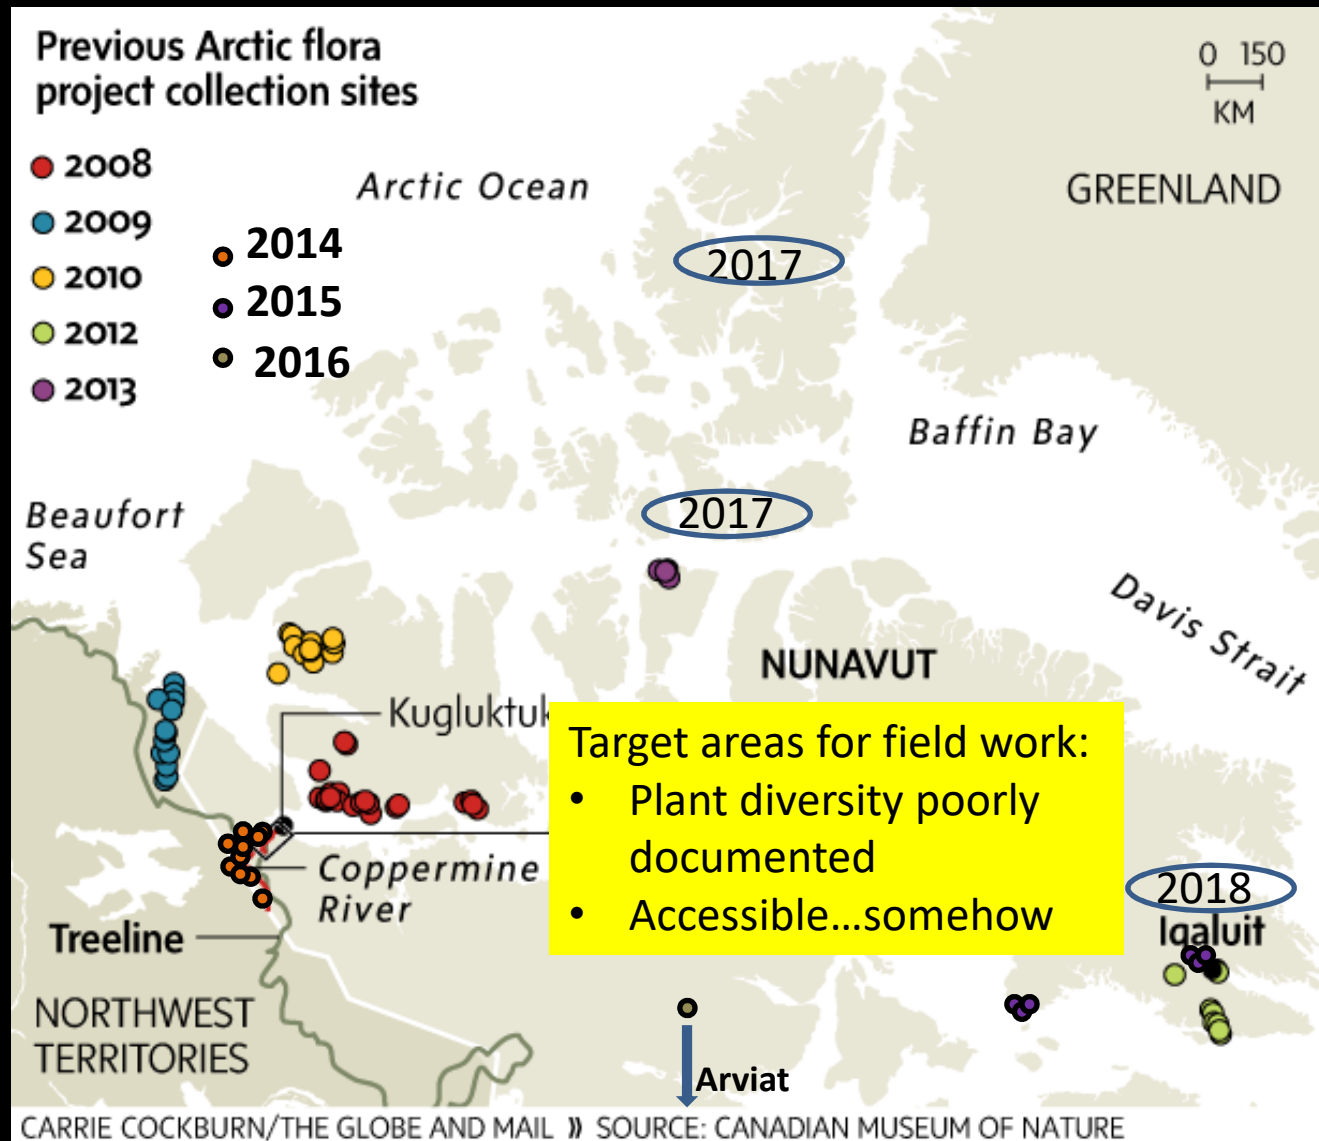 Previous Arctic flora
project collection sites
2008
2009
2010
2012
2013
2014
2015
2016
0 150
KM
Arctic Ocean
GREENLAND
2017
Baffin Bay
Beaufort
Sea
2017
Davis Strait
NUNAVUT
Kugluktuk
Target areas for field work:
• Plant diversity poorly
documented
• Accessible...somehow
Coppermine
River
2018
Iqaluit
Treeline
NORTHWEST
TERRITORIES
Arviat
CARRIE COCKBURN/THE GLOBE AND MAIL » SOURCE: CANADIAN MUSEUM OF NATURE